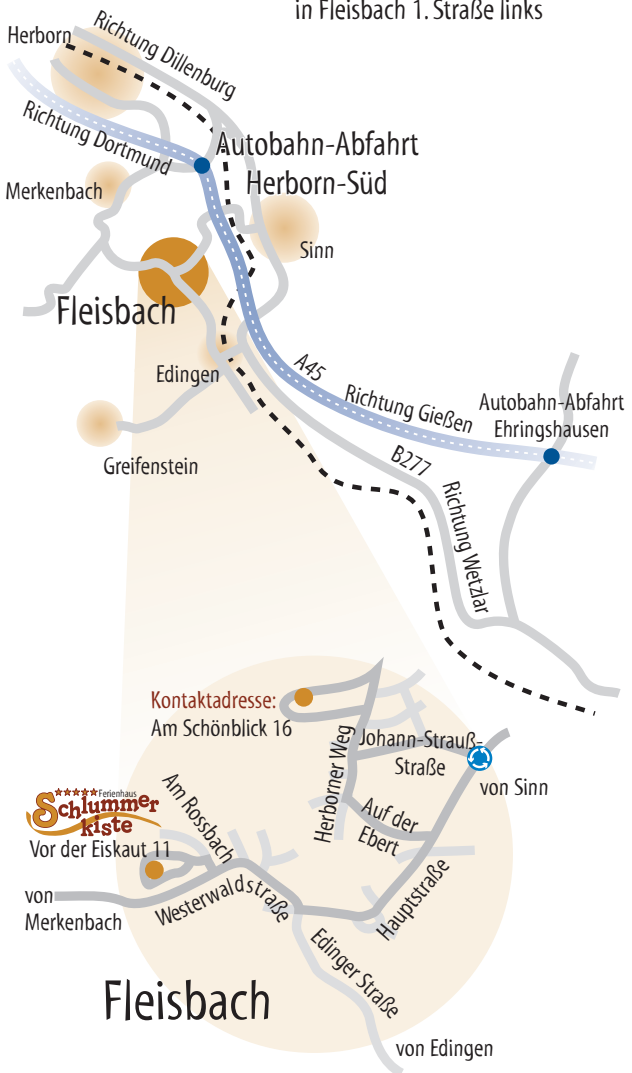 in Fleisbach 1. Straße links
Herborn
Richtung Dillenburg
Richtung Dortmund
Autobahn-Abfahrt
Herborn-Süd
Merkenbach
Sinn
Fleisbach
Edingen
A45
Richtung Gießen
Autobahn-Abfahrt
Ehringshausen
Greifenstein
B277
Richtung Wetzlar
Kontaktadresse:
Am Schönblick 16
Johann-Strauß-
Straße
Herborner Weg
von Sinn
Auf der
Ebert
Ferienhaus
Schlummer
kiste
Vor der Eiskaut 11
Am Rossbach
von
Merkenbach
Westerwaldstraße
Hauptstraße
Edinger Straße
Fleisbach
von Edingen